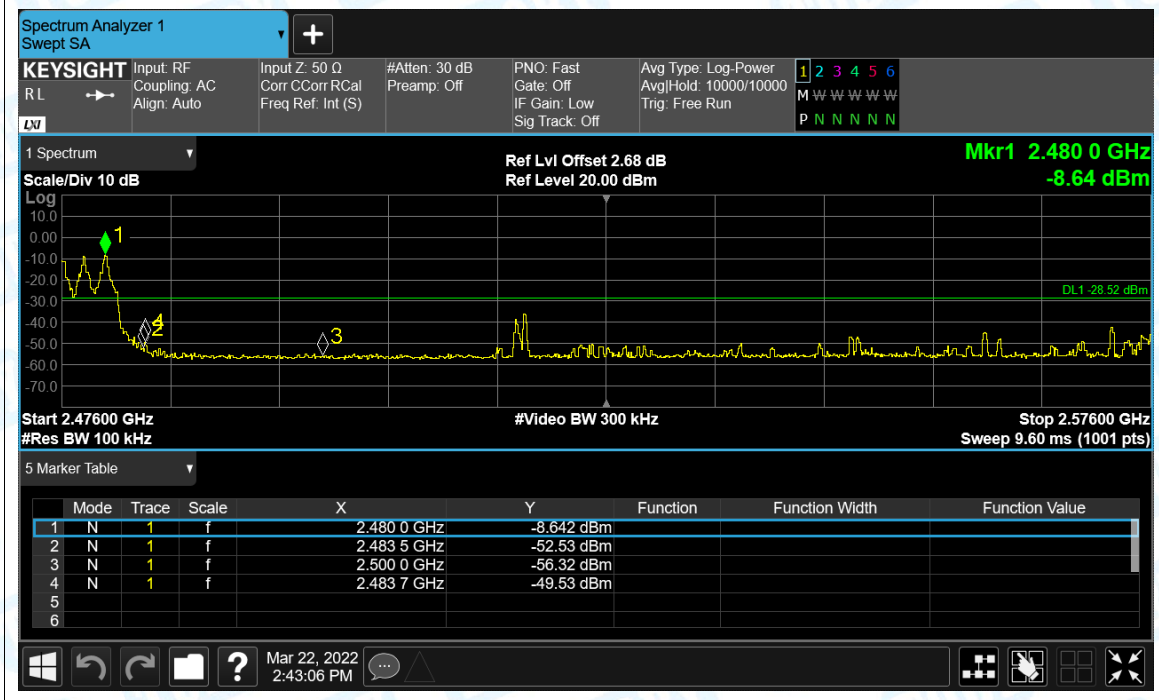 Spectrum Analyzer 1
Swept SA
+
KEYSIGHT
R L
LXI
Input: RF
Coupling: AC
Align: Auto
Input Z: 50 Ω
Corr CCorr RCal
Freq Ref: Int (S)
#Atten: 30 dB
Preamp: Off
PNO: Fast
Gate: Off
IF Gain: Low
Sig Track: Off
Avg Type: Log-Power
Avg|Hold: 10000/10000
Trig: Free Run
1 2 3 4 5 6
M W W W W W
P N N N N N
1 Spectrum
Scale/Div 10 dB
Ref Lvl Offset 2.68 dB
Ref Level 20.00 dBm
Mkr1 2.480 0 GHz
-8.64 dBm
Log
10.0
0.00
-10.0
-20.0
-30.0
-40.0
-50.0
-60.0
-70.0
1
4
2
3
DL1 -28.52 dBm
Start 2.47600 GHz
#Res BW 100 kHz
#Video BW 300 kHz
Stop 2.57600 GHz
Sweep 9.60 ms (1001 pts)
5 Marker Table
Mode Trace Scale X Y Function Function Width Function Value
1 N 1 f 2.480 0 GHz -8.642 dBm
2 N 1 f 2.483 5 GHz -52.53 dBm
3 N 1 f 2.500 0 GHz -56.32 dBm
4 N 1 f 2.483 7 GHz -49.53 dBm
5
6
?
Mar 22, 2022
2:43:06 PM